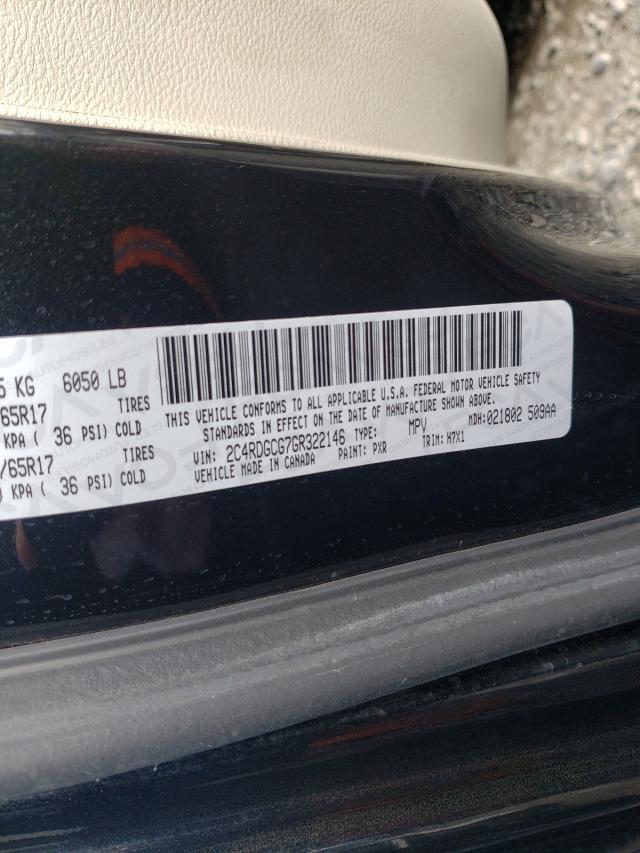 5 KG 6050 LB
65R17 TIRES
KPA ( 36 PSI) COLD
/65R17 TIRES
KPA ( 36 PSI) COLD
THIS VEHICLE CONFORMS TO ALL APPLICABLE U.S.A. FEDERAL MOTOR VEHICLE SAFETY
STANDARDS IN EFFECT ON THE DATE OF MANUFACTURE SHOWN ABOVE.
VIN: 2C4RDGCG7GR322146 TYPE: MPV MDH:021802 509AA
VEHICLE MADE IN CANADA PAINT: PXR TRIM: H7X1